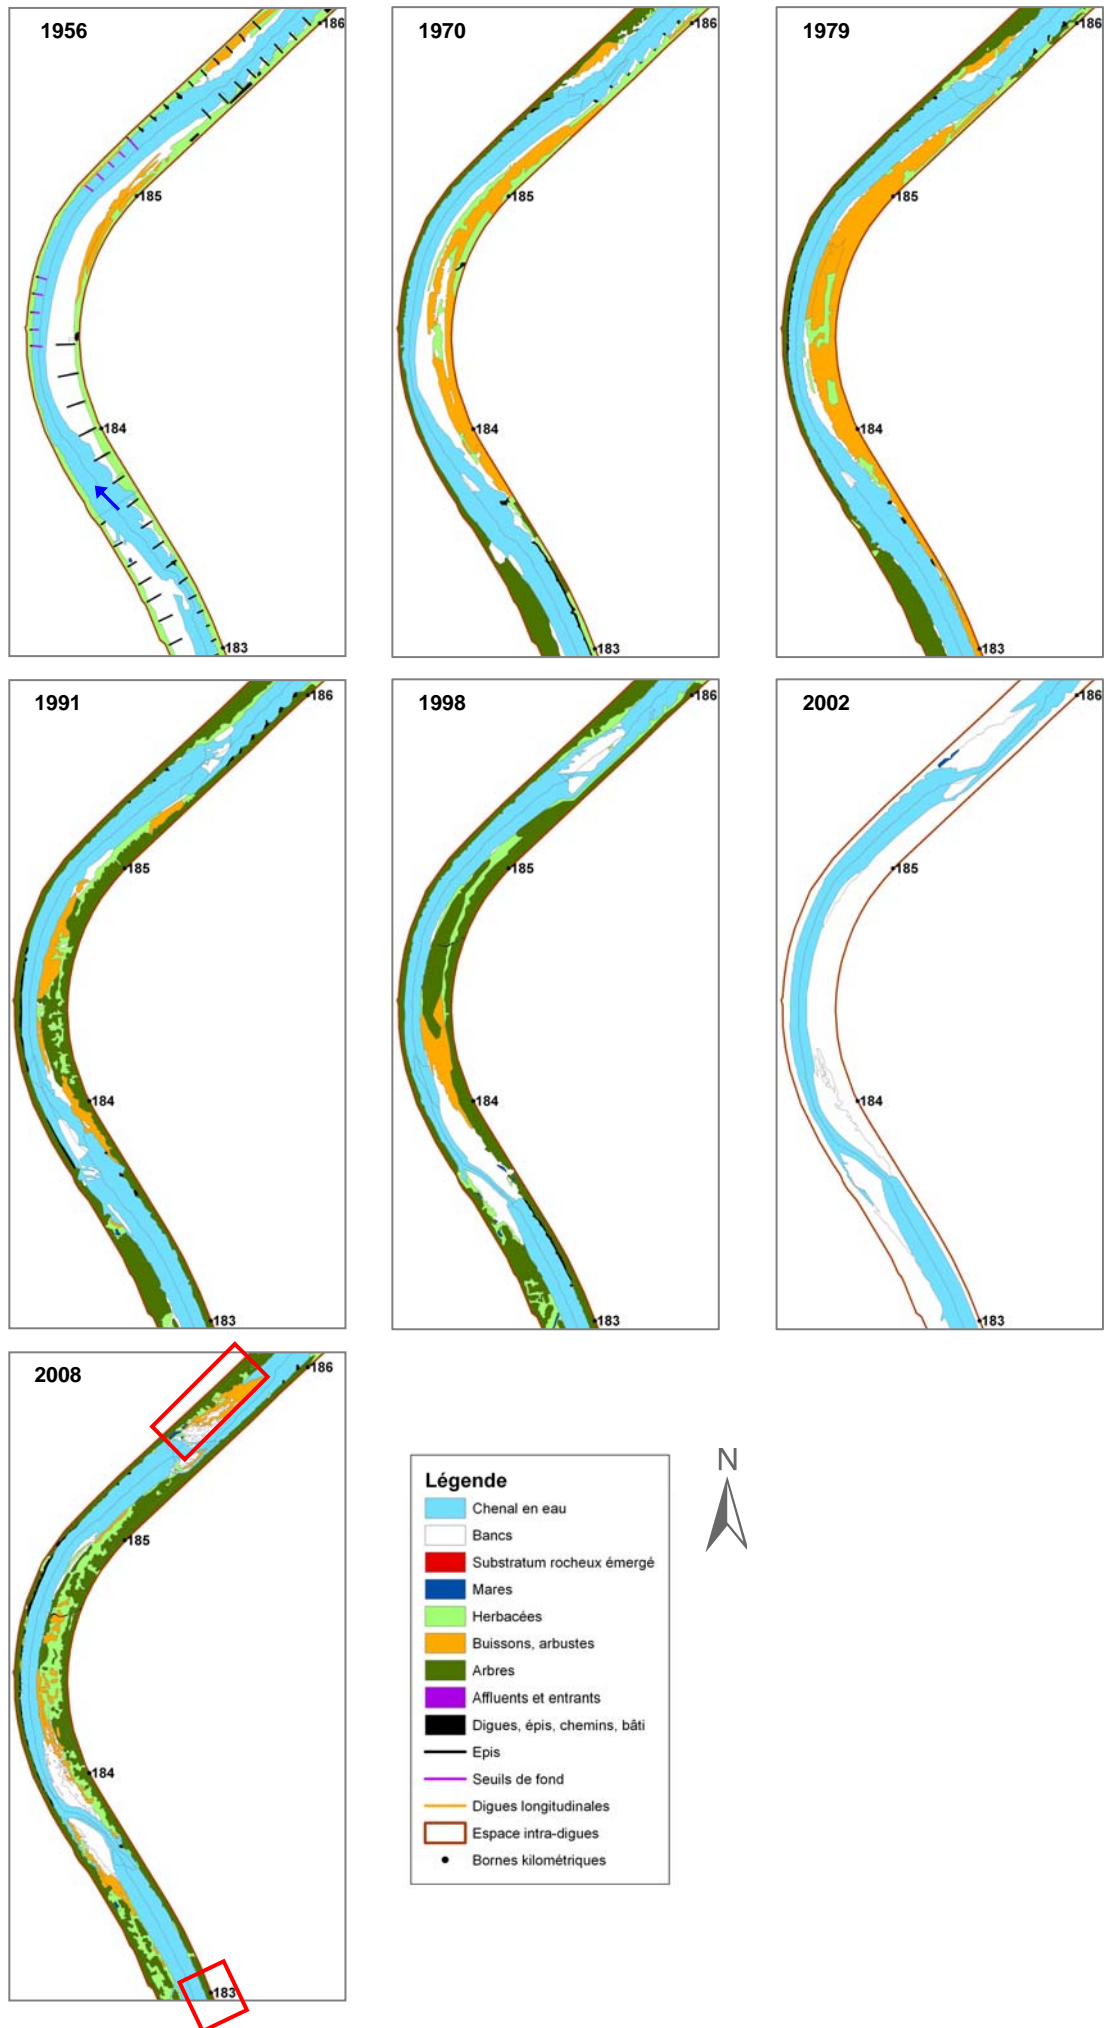 1956
186
185
184
183
1970
186
185
184
183
1979
186
185
184
183
1991
186
185
184
183
1998
186
185
184
183
2002
186
185
184
183
2008
186
185
184
183
N
Légende
Chenal en eau
Bancs
Substratum rocheux émergé
Mares
Herbacées
Buissons, arbustes
Arbres
Affluents et entrants
Digues, épis, chemins, bâti
Epis
Seuils de fond
Digues longitudinales
Espace intra-digues
Bornes kilométriques